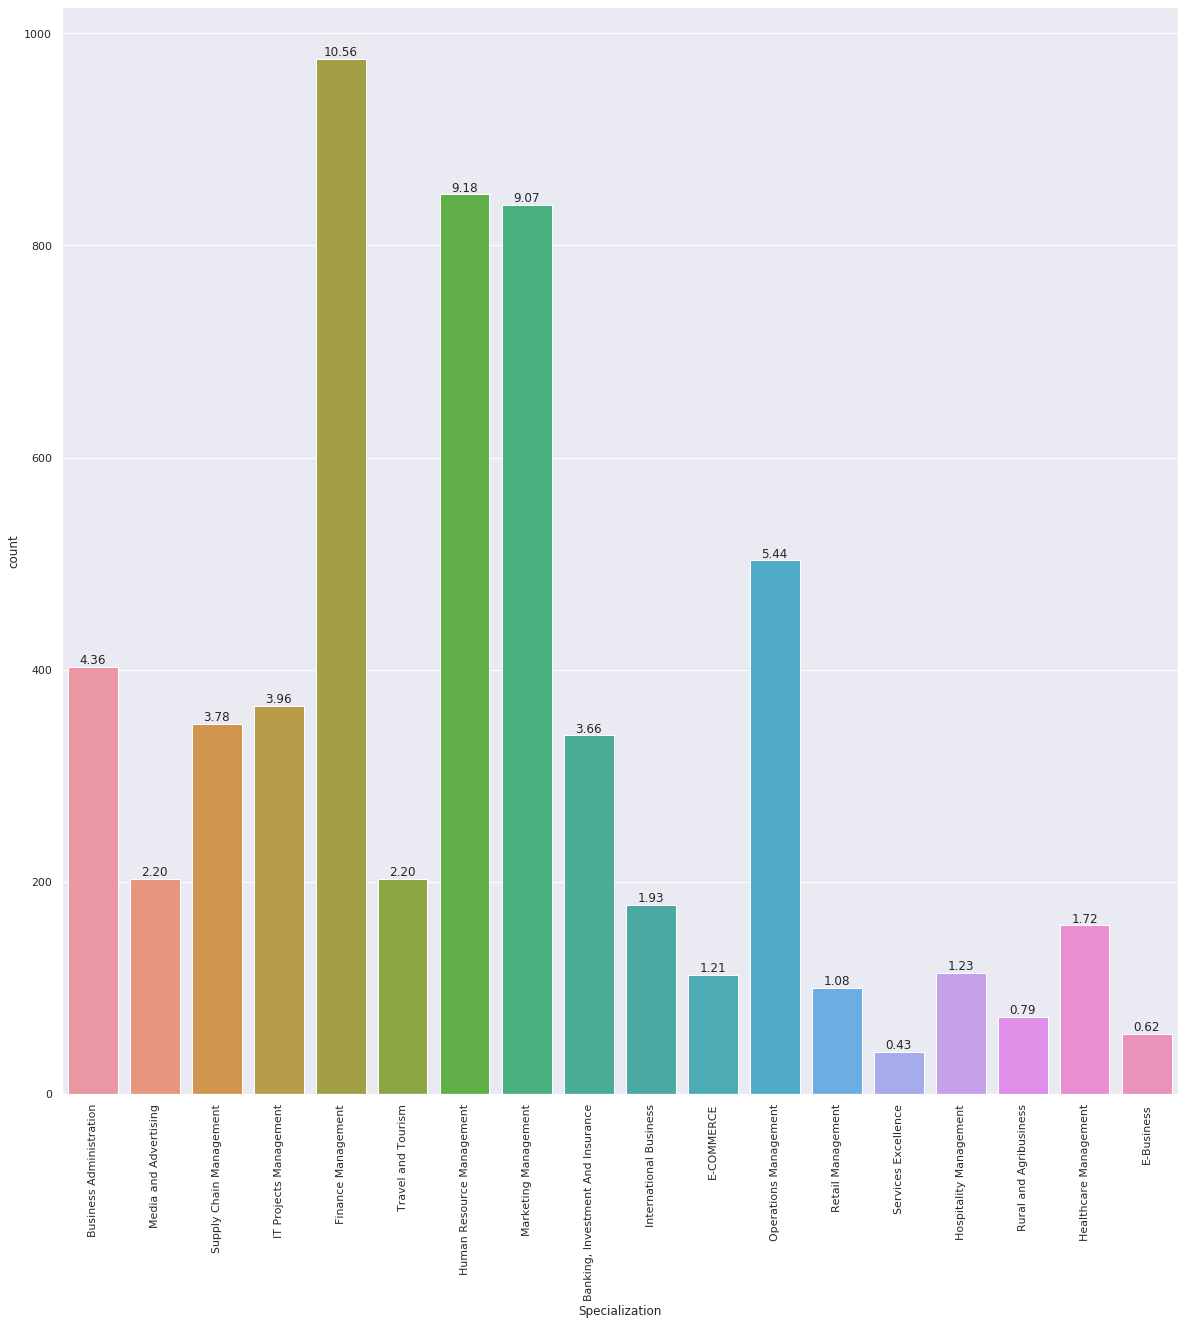 1000
800
600
400
200
0
count
10.56
9.18
9.07
5.44
4.36
3.96
3.78
3.66
2.20
2.20
1.93
1.72
1.21
1.23
1.08
0.79
0.62
0.43
Business Administration
Media and Advertising
Supply Chain Management
IT Projects Management
Finance Management
Travel and Tourism
Human Resource Management
Marketing Management
Banking, Investment And Insurance
International Business
E-COMMERCE
Operations Management
Retail Management
Services Excellence
Hospitality Management
Rural and Agribusiness
Healthcare Management
E-Business
Specialization